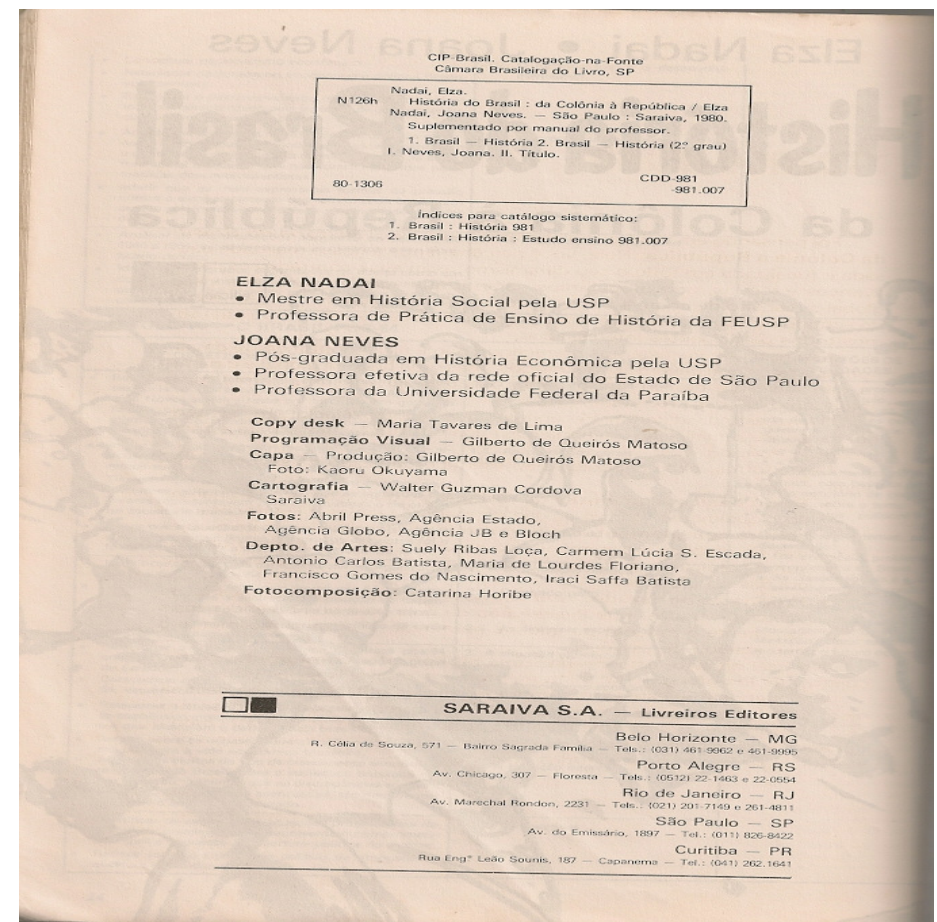 CIP-Brasil. Catalogação-na-Fonte
Câmara Brasileira do Livro, SP
Nadai, Elza.
N126h História do Brasil : da Colônia à República / Elza
Nadai, Joana Neves. — São Paulo : Saraiva, 1980.
Suplementado por manual do professor.
1. Brasil — História 2. Brasil — História (2º grau)
I. Neves, Joana. II. Título.
CDD-981
80-1306 -981.007
Índices para catálogo sistemático:
1. Brasil : História 981
2. Brasil : História : Estudo ensino 981.007
ELZA NADAI
• Mestre em História Social pela USP
• Professora de Prática de Ensino de História da FEUSP
JOANA NEVES
• Pós-graduada em História Econômica pela USP
• Professora efetiva da rede oficial do Estado de São Paulo
• Professora da Universidade Federal da Paraíba
Copy desk — Maria Tavares de Lima
Programação Visual — Gilberto de Queirós Matoso
Capa — Produção: Gilberto de Queirós Matoso
Foto: Kaoru Okuyama
Cartografia — Walter Guzman Cordova
Saraiva
Fotos: Abril Press, Agência Estado,
Agência Globo, Agência JB e Bloch
Depto. de Artes: Suely Ribas Loça, Carmem Lúcia S. Escada,
Antonio Carlos Batista, Maria de Lourdes Floriano,
Francisco Gomes do Nascimento, Iraci Saffa Batista
Fotocomposição: Catarina Horibe
SARAIVA S.A. — Livreiros Editores
Belo Horizonte — MG
R. Célia de Souza, 571 — Bairro Sagrada Família — Tels.: (031) 461-9962 e 461-9995
Porto Alegre — RS
Av. Chicago, 307 — Floresta — Tels.: (0512) 22-1463 e 22-0554
Rio de Janeiro — RJ
Av. Marechal Rondon, 2231 — Tels.: (021) 201-7149 e 261-4811
São Paulo — SP
Av. do Emissário, 1897 — Tel.: (011) 826-8422
Curitiba — PR
Rua Engº Leão Sounis, 187 — Capanema — Tel.: (041) 262.1641